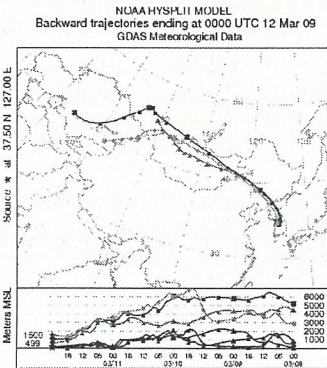 NOAA HYSPLIT MODEL
Backward trajectories ending at 0000 UTC 12 Mar 09
GDAS Meteorological Data
Source ★ at 37.50 N 127.00 E
30
Meters MSL
1500
499
6000
5000
4000
3000
2000
1000
18 12 06 00 18 12 06 00 18 12 06 00 18 12 06 00
03/11 03/10 03/09 03/08